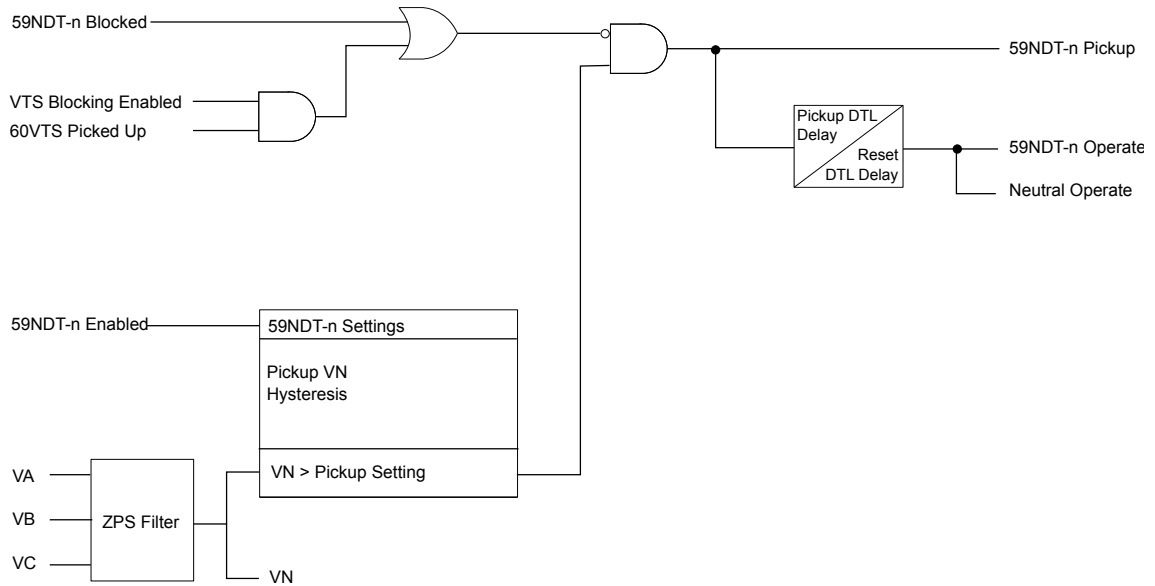 59NDT-n Blocked
59NDT-n Pickup
VTS Blocking Enabled
60VTS Picked Up
Pickup DTL
Delay
Reset
DTL Delay
59NDT-n Operate
Neutral Operate
59NDT-n Enabled
59NDT-n Settings
Pickup VN
Hysteresis
VN > Pickup Setting
VA
VB
VC
ZPS Filter
VN